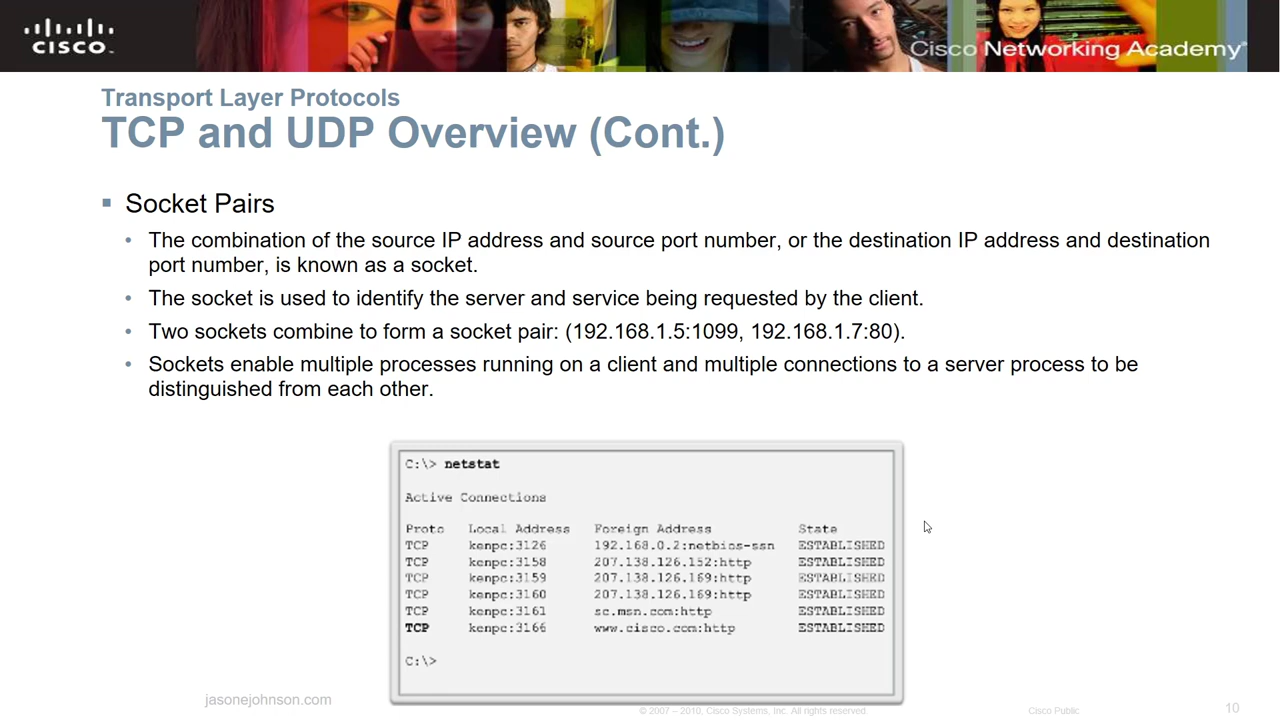 CISCO
Cisco Networking Academy
Transport Layer Protocols
TCP and UDP Overview (Cont.)
Socket Pairs
The combination of the source IP address and source port number, or the destination IP address and destination
port number, is known as a socket.
The socket is used to identify the server and service being requested by the client.
Two sockets combine to form a socket pair: (192.168.1.5:1099, 192.168.1.7:80).
Sockets enable multiple processes running on a client and multiple connections to a server process to be
distinguished from each other.
C:\> netstat
Active Connections
Proto Local Address Foreign Address State
TCP kenpc:3126 192.168.0.2:netbios-ssn ESTABLISHED
TCP kenpc:3158 207.138.126.152:http ESTABLISHED
TCP kenpc:3159 207.138.126.169:http ESTABLISHED
TCP kenpc:3160 207.138.126.169:http ESTABLISHED
TCP kenpc:3161 sc.msn.com:http ESTABLISHED
TCP kenpc:3166 www.cisco.com:http ESTABLISHED
C:\>
jasonejohnson.com
© 2007 – 2010, Cisco Systems, Inc. All rights reserved.
Cisco Public
10